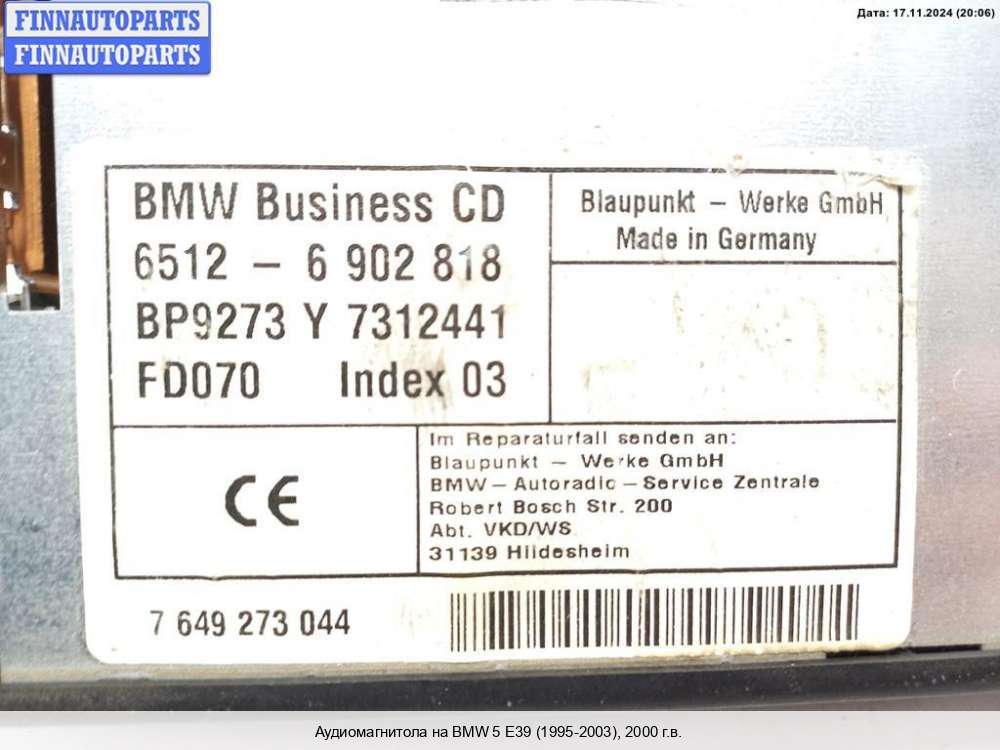 FINNAUTOPARTS
FINNAUTOPARTS
Дата: 17.11.2024 (20:06)
BMW Business CD
6512 – 6 902 818
BP9273 Y 7312441
FD070 Index 03
Blaupunkt – Werke GmbH
Made in Germany
CE
Im Reparaturfall senden an:
Blaupunkt – Werke GmbH
BMW – Autoradio – Service Zentrale
Robert Bosch Str. 200
Abt. VKD/WS
31139 Hildesheim
7 649 273 044
Аудиомагнитола на BMW 5 E39 (1995-2003), 2000 г.в.